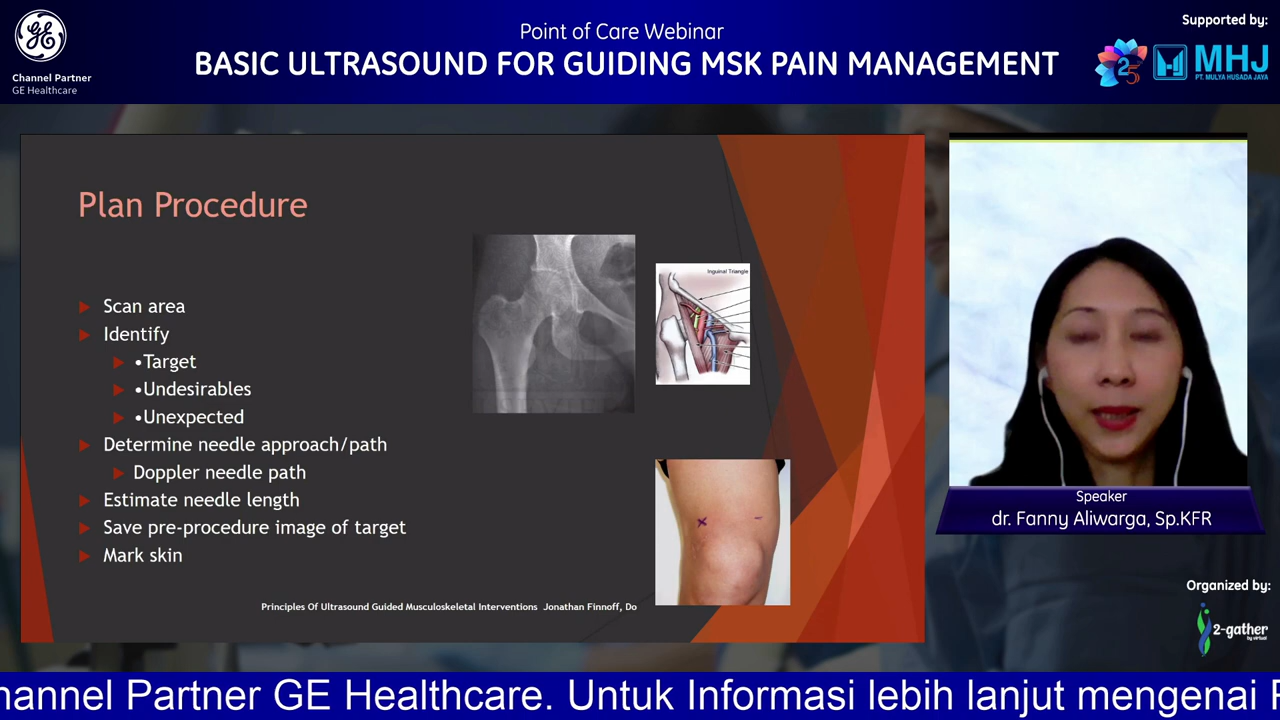 Point of Care Webinar
BASIC ULTRASOUND FOR GUIDING MSK PAIN MANAGEMENT
Channel Partner
GE Healthcare
Supported by:
25
MHJ
PT. MULYA HUSADA JAYA
Plan Procedure
Scan area
Identify
•Target
•Undesirables
•Unexpected
Determine needle approach/path
Doppler needle path
Estimate needle length
Save pre-procedure image of target
Mark skin
Inguinal Triangle
Principles Of Ultrasound Guided Musculoskeletal Interventions Jonathan Finnoff, Do
Speaker
dr. Fanny Aliwarga, Sp.KFR
Organized by:
2-gather
by virtual
hannel Partner GE Healthcare. Untuk Informasi lebih lanjut mengenai